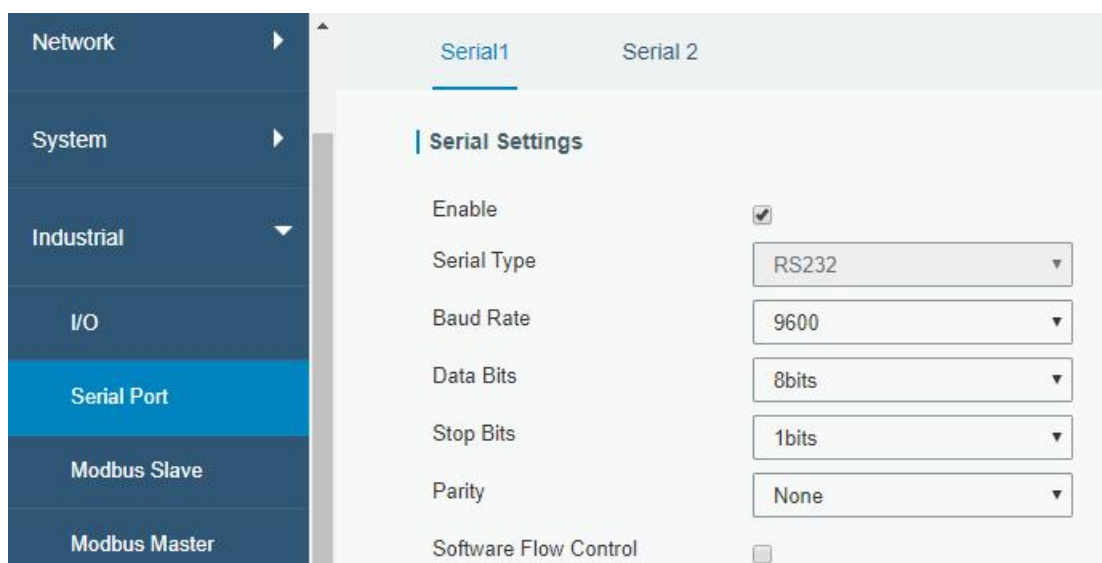 Network
System
Industrial
I/O
Serial Port
Modbus Slave
Modbus Master
Serial1 Serial 2
Serial Settings
Enable
Serial Type RS232
Baud Rate 9600
Data Bits 8bits
Stop Bits 1bits
Parity None
Software Flow Control